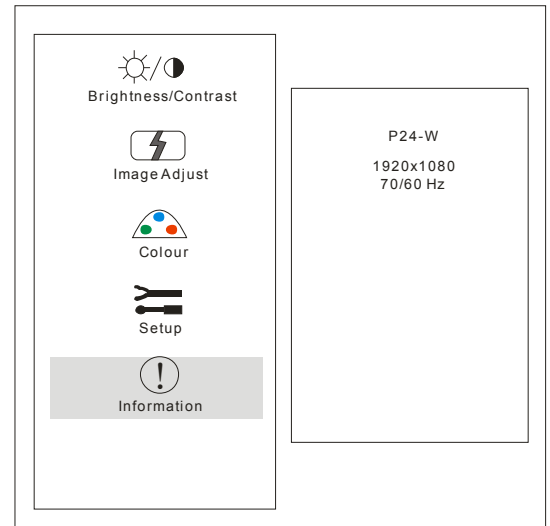 Brightness/Contrast
Image Adjust
Colour
Setup
Information
P24-W
1920x1080
70/60 Hz